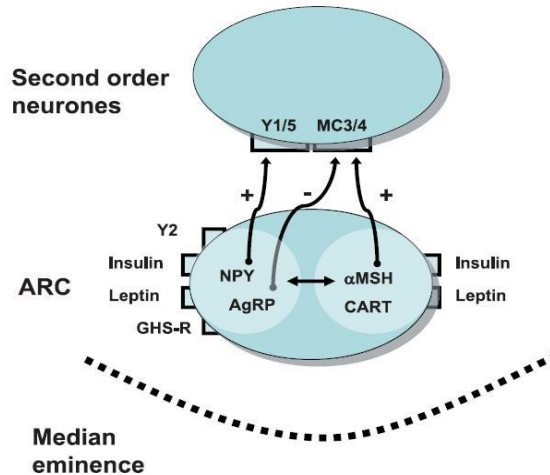 Second order
neurones
Y1/5 MC3/4
+ - +
Y2
Insulin
Leptin
GHS-R
ARC
NPY
AgRP
αMSH
CART
Insulin
Leptin
Median
eminence